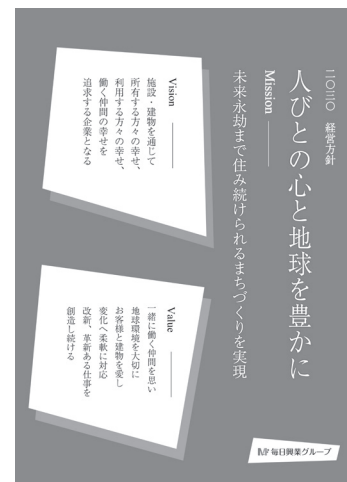 二〇三〇 経営方針
人びとの心と地球を豊かに
Mission
未来永劫まで住み続けられるまちづくりを実現
Vision
施設・建物を通じて
所有する方々の幸せ、
利用する方々の幸せ、
働く仲間の幸せを
追求する企業となる
Value
一緒に働く仲間を思い
地球環境を大切に
お客様と建物を愛し
変化へ柔軟に対応
改新、革新ある仕事を
創造し続ける
毎日興業グループ